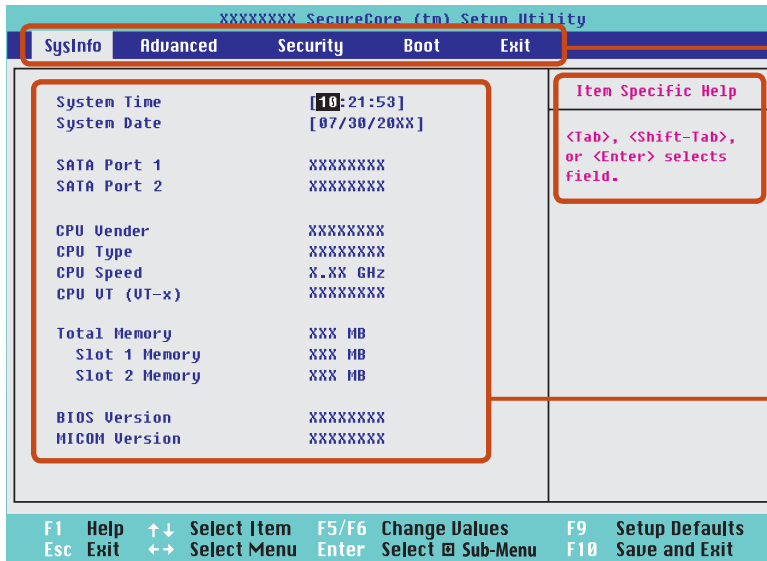 XXXXXXXX SecureCore (tm) Setup Utility
SysInfo Advanced Security Boot Exit
System Time [10:21:53]
System Date [07/30/20XX]
SATA Port 1 XXXXXXXX
SATA Port 2 XXXXXXXX
CPU Vender XXXXXXXX
CPU Type XXXXXXXX
CPU Speed X.XX GHz
CPU VT (VT-x) XXXXXXXX
Total Memory XXX MB
Slot 1 Memory XXX MB
Slot 2 Memory XXX MB
BIOS Version XXXXXXXX
MICOM Version XXXXXXXX
Item Specific Help
<Tab>, <Shift-Tab>,
or <Enter> selects
field.
F1 Help ↑↓ Select Item F5/F6 Change Values F9 Setup Defaults
Esc Exit ←→ Select Menu Enter Select Sub-Menu F10 Save and Exit